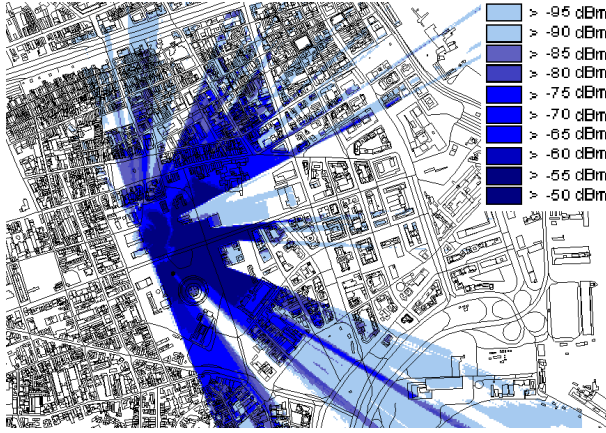 > -95 dBm
> -90 dBm
> -85 dBm
> -80 dBm
> -75 dBm
> -70 dBm
> -65 dBm
> -60 dBm
> -55 dBm
> -50 dBm